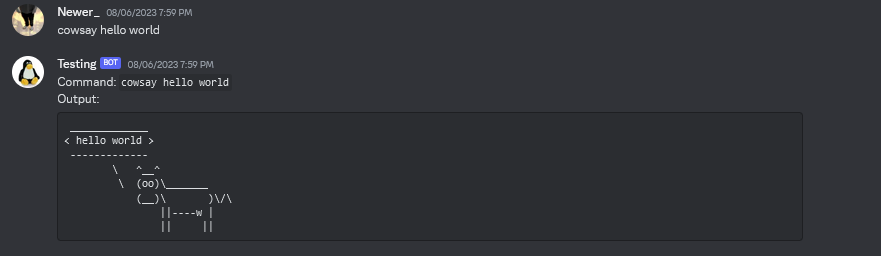 Newer_ 08/06/2023 7:59 PM
cowsay hello world
Testing BOT 08/06/2023 7:59 PM
Command: cowsay hello world
Output:
 _____________
< hello world >
 -------------
        \   ^__^
         \  (oo)\_______
            (__)\       )\/\
                ||----w |
                ||     ||